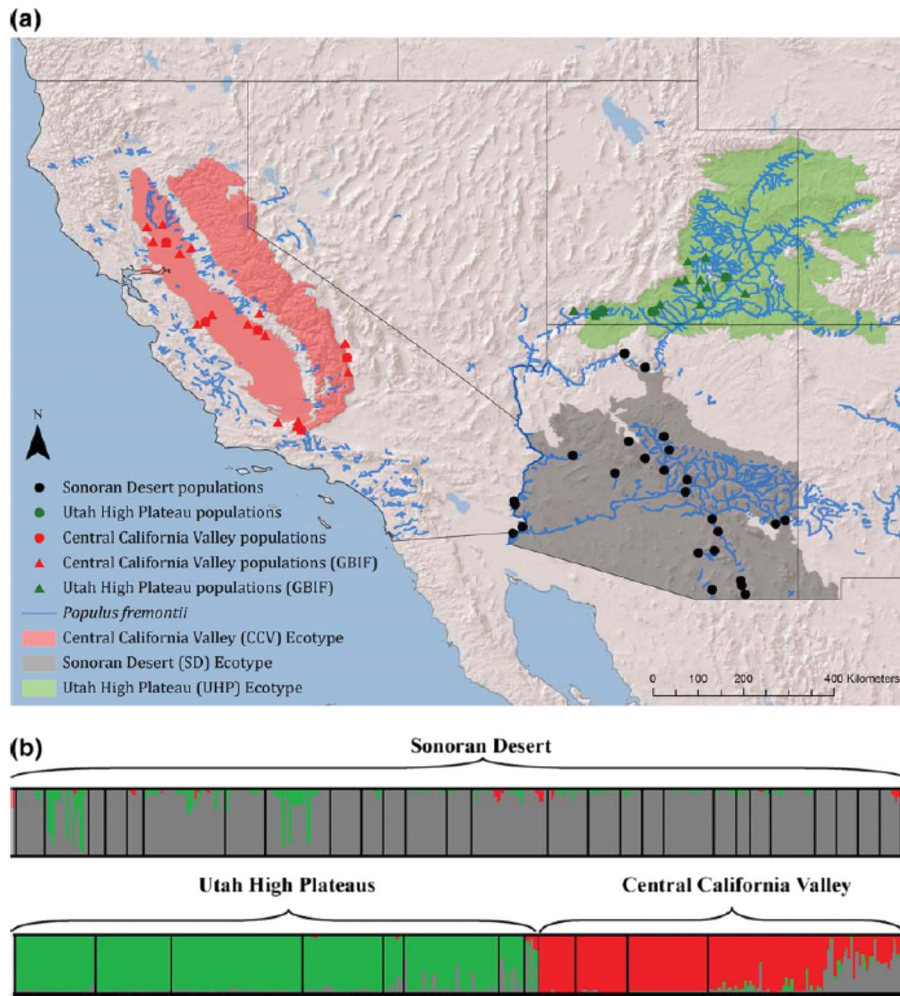 (a)
N
Sonoran Desert populations
Utah High Plateau populations
Central California Valley populations
Central California Valley populations (GBIF)
Utah High Plateau populations (GBIF)
Populus fremontii
Central California Valley (CCV) Ecotype
Sonoran Desert (SD) Ecotype
Utah High Plateau (UHP) Ecotype
0 100 200 400 Kilometers
(b)
Sonoran Desert
Utah High Plateaus Central California Valley